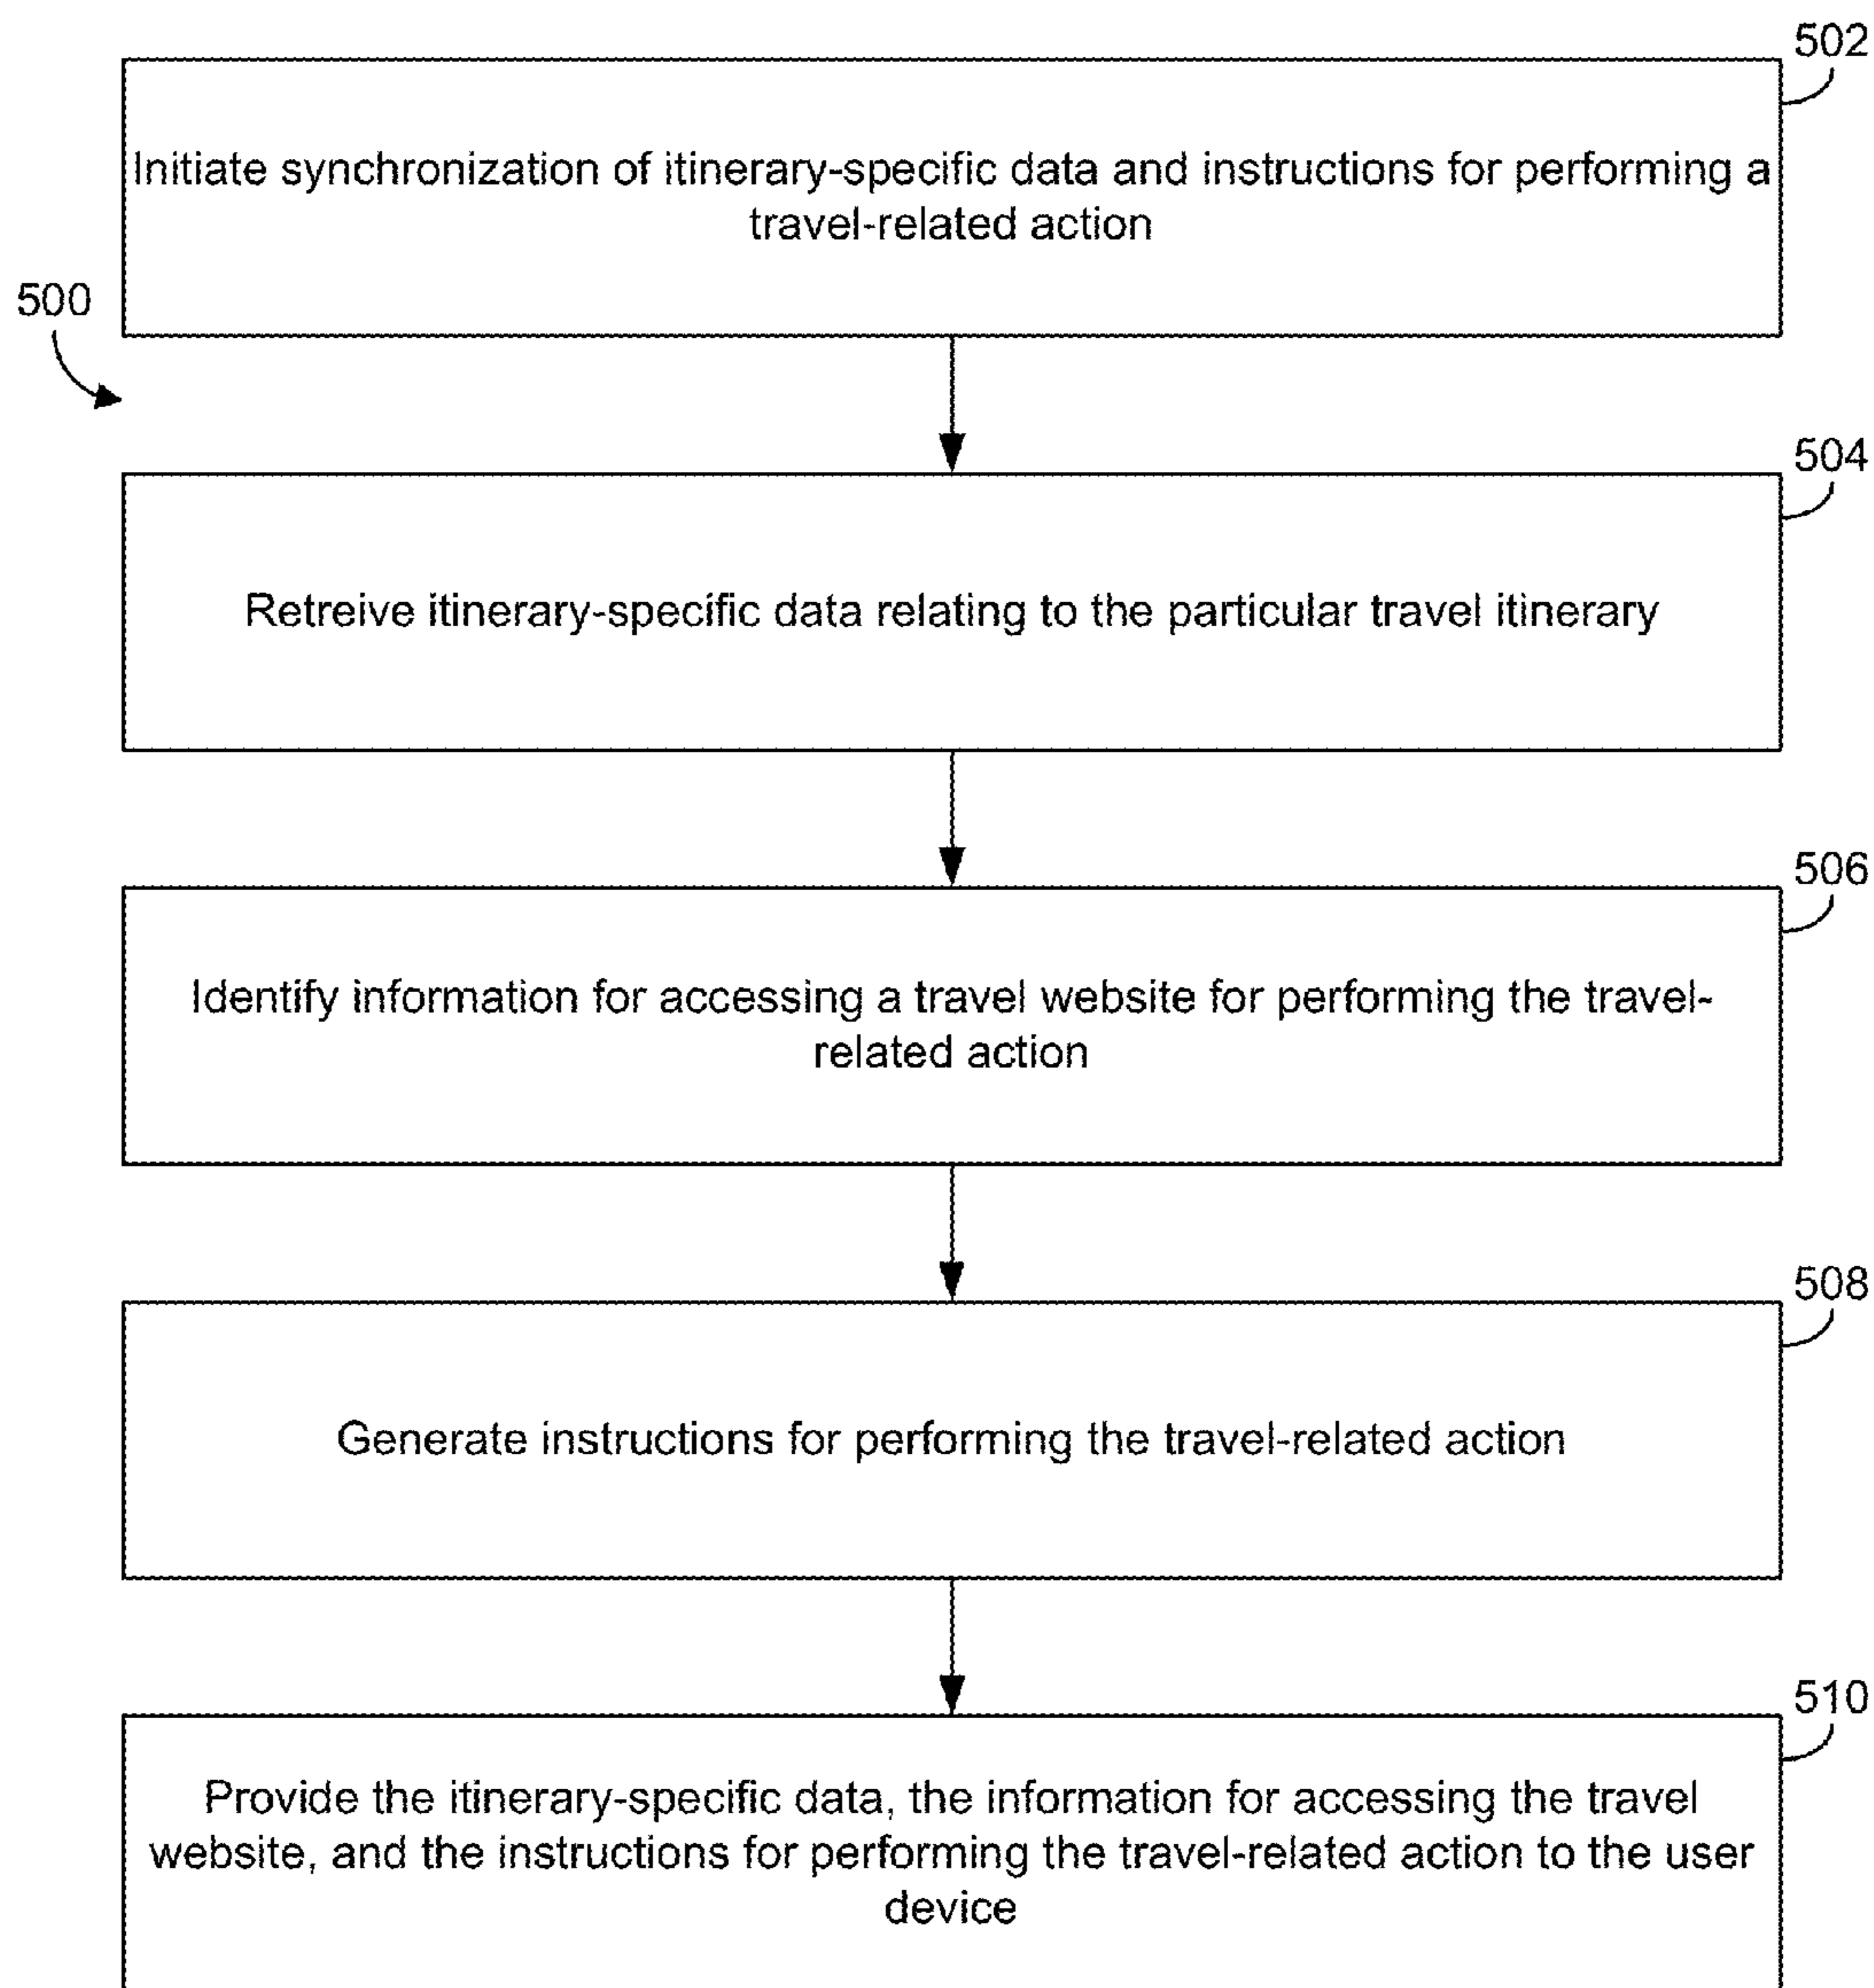 502
Initiate synchronization of itinerary-specific data and instructions for performing a
travel-related action
500
504
Retreive itinerary-specific data relating to the particular travel itinerary
506
Identify information for accessing a travel website for performing the travel-
related action
508
Generate instructions for performing the travel-related action
510
Provide the itinerary-specific data, the information for accessing the travel
website, and the instructions for performing the travel-related action to the user
device